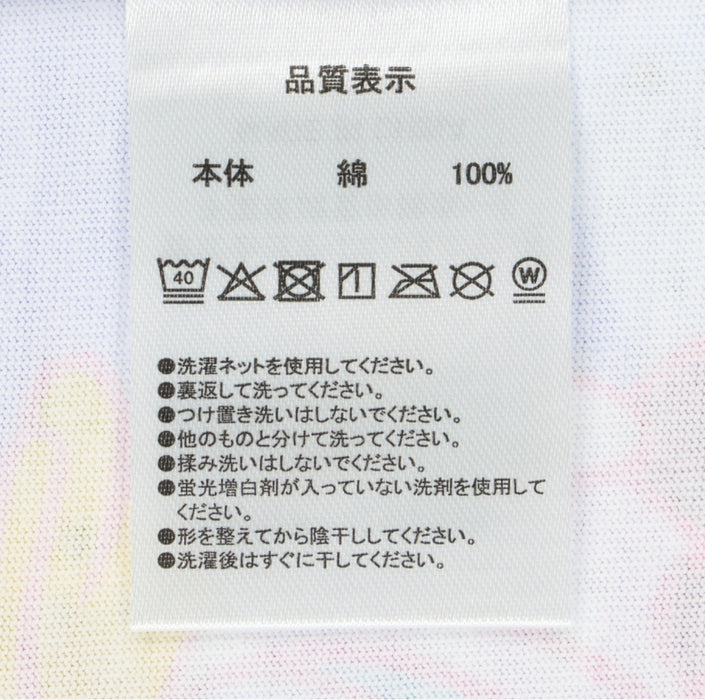 品質表示
本体 綿 100%
40 W
●洗濯ネットを使用してください。
●裏返して洗ってください。
●つけ置き洗いはしないでください。
●他のものと分けて洗ってください。
●揉み洗いはしないでください。
●蛍光増白剤が入っていない洗剤を使用して
ください。
●形を整えてから陰干ししてください。
●洗濯後はすぐに干してください。